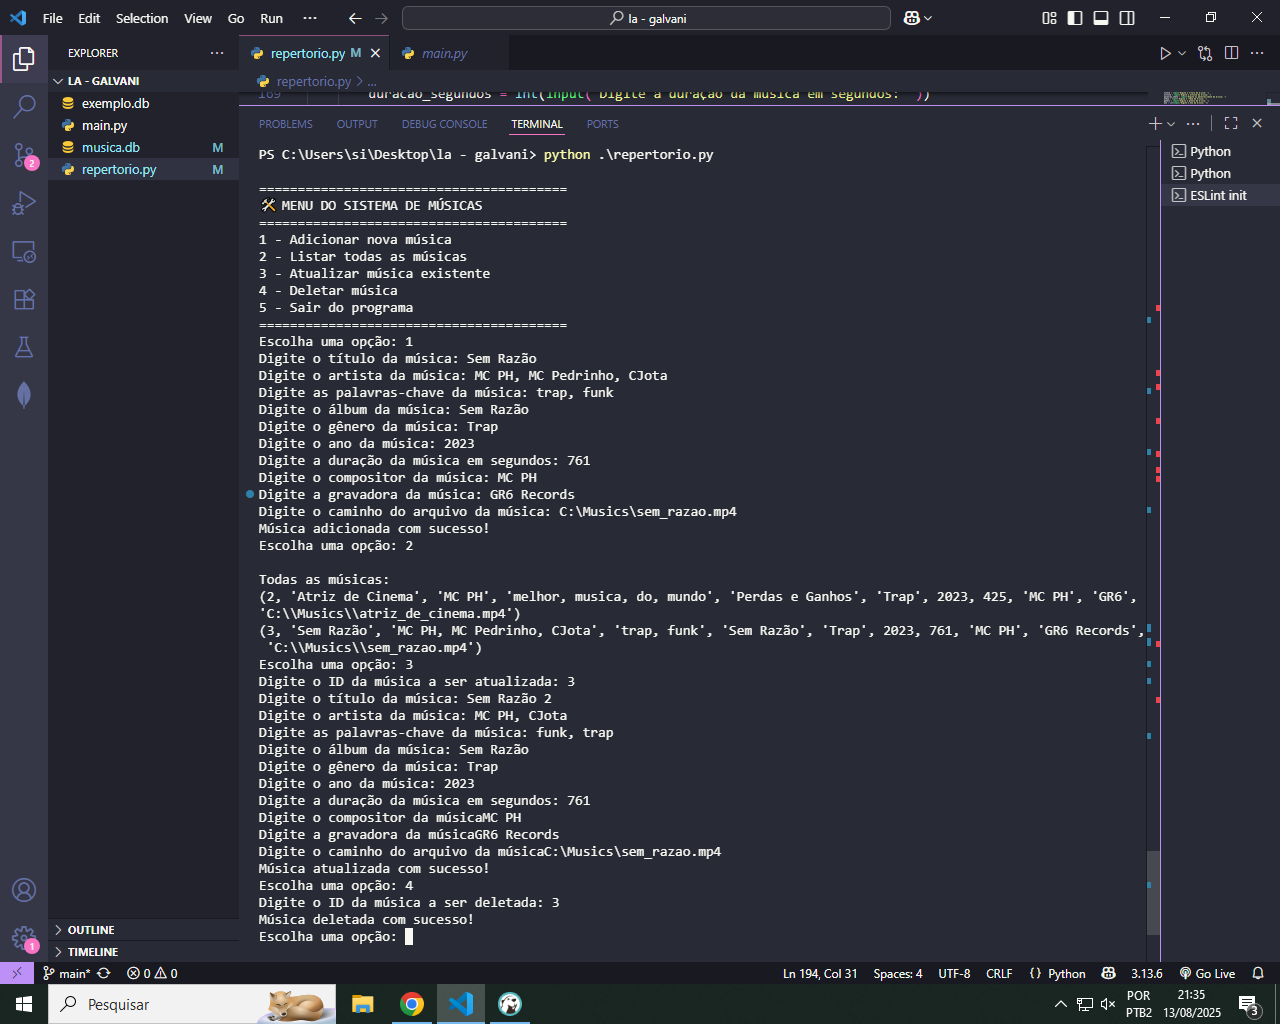 File Edit Selection View Go Run ··· la - galvani
EXPLORER ···
LA - GALVANI
exemplo.db
main.py
musica.db M
repertorio.py M
OUTLINE
TIMELINE
repertorio.py M main.py
repertorio.py > ...
169 duracao_segundos = int(input("Digite a duração da música em segundos: "))
PROBLEMS OUTPUT DEBUG CONSOLE TERMINAL PORTS
PS C:\Users\si\Desktop\la - galvani> python .\repertorio.py
========================================
🛠 MENU DO SISTEMA DE MÚSICAS
========================================
1 - Adicionar nova música
2 - Listar todas as músicas
3 - Atualizar música existente
4 - Deletar música
5 - Sair do programa
========================================
Escolha uma opção: 1
Digite o título da música: Sem Razão
Digite o artista da música: MC PH, MC Pedrinho, CJota
Digite as palavras-chave da música: trap, funk
Digite o álbum da música: Sem Razão
Digite o gênero da música: Trap
Digite o ano da música: 2023
Digite a duração da música em segundos: 761
Digite o compositor da música: MC PH
Digite a gravadora da música: GR6 Records
Digite o caminho do arquivo da música: C:\Musics\sem_razao.mp4
Música adicionada com sucesso!
Escolha uma opção: 2
Todas as músicas:
(2, 'Atriz de Cinema', 'MC PH', 'melhor, musica, do, mundo', 'Perdas e Ganhos', 'Trap', 2023, 425, 'MC PH', 'GR6',
'C:\\Musics\\atriz_de_cinema.mp4')
(3, 'Sem Razão', 'MC PH, MC Pedrinho, CJota', 'trap, funk', 'Sem Razão', 'Trap', 2023, 761, 'MC PH', 'GR6 Records',
'C:\\Musics\\sem_razao.mp4')
Escolha uma opção: 3
Digite o ID da música a ser atualizada: 3
Digite o título da música: Sem Razão 2
Digite o artista da música: MC PH, CJota
Digite as palavras-chave da música: funk, trap
Digite o álbum da música: Sem Razão
Digite o gênero da música: Trap
Digite o ano da música: 2023
Digite a duração da música em segundos: 761
Digite o compositor da músicaMC PH
Digite a gravadora da músicaGR6 Records
Digite o caminho do arquivo da músicaC:\Musics\sem_razao.mp4
Música atualizada com sucesso!
Escolha uma opção: 4
Digite o ID da música a ser deletada: 3
Música deletada com sucesso!
Escolha uma opção:
Python
Python
ESLint init
2
1
main* 0 0 Ln 194, Col 31 Spaces: 4 UTF-8 CRLF {} Python 3.13.6 Go Live
Pesquisar
POR
PTB2
21:35
13/08/2025
3